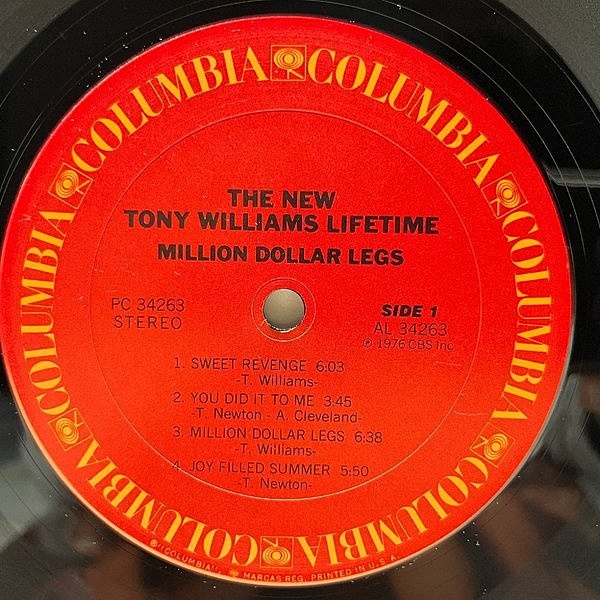 COLUMBIA COLUMBIA COLUMBIA COLUMBIA COLUMBIA COLUMBIA COLUMBIA COLUMBIA
THE NEW
TONY WILLIAMS LIFETIME
MILLION DOLLAR LEGS
PC 34263
STEREO
SIDE 1
AL 34263
℗ 1976 CBS Inc
1. SWEET REVENGE 6:03
-T. Williams-
2. YOU DID IT TO ME 3:45
-T. Newton - A. Cleveland-
3. MILLION DOLLAR LEGS 6:38
-T. Williams-
4. JOY FILLED SUMMER 5:50
-T. Newton-
® "COLUMBIA", MARCAS REG. PRINTED IN U.S.A.